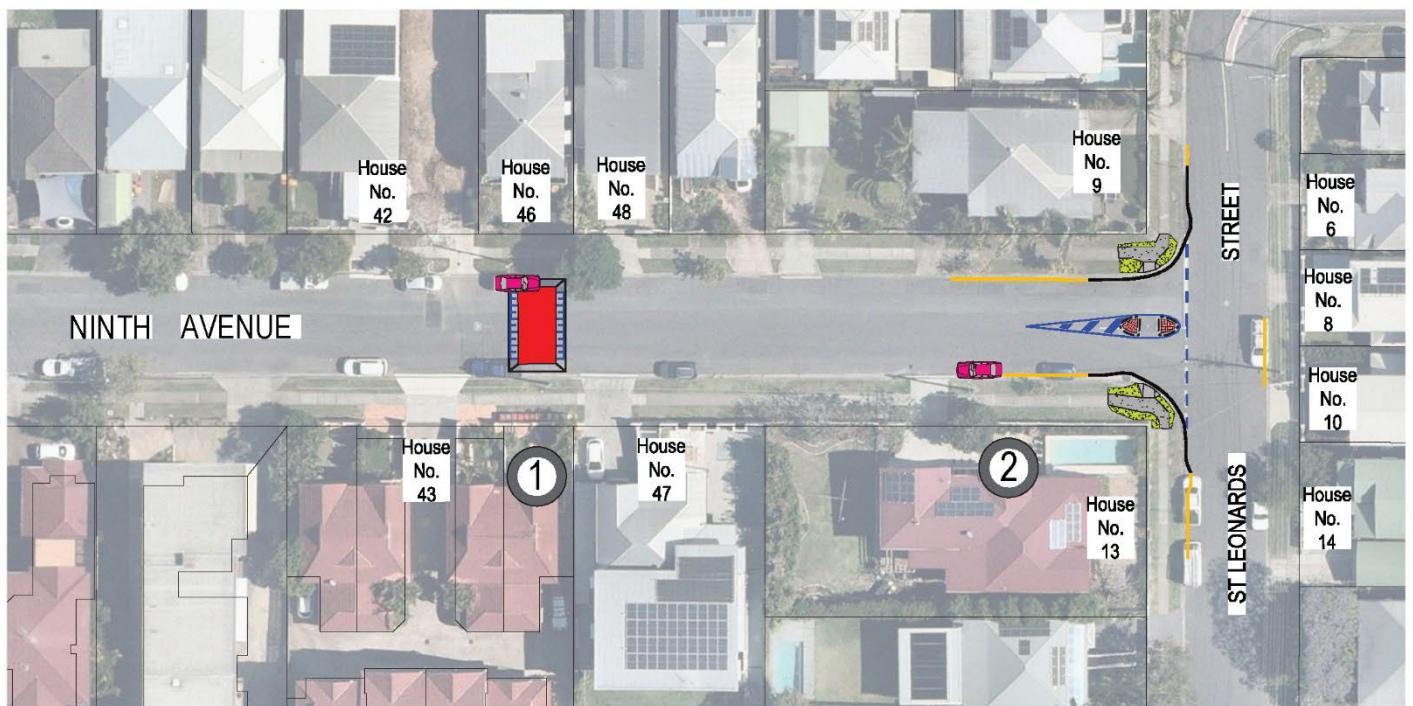 House
No.
42
House
No.
46
House
No.
48
House
No.
9
STREET
House
No.
6
House
No.
8
NINTH AVENUE
House
No.
10
House
No.
43
1
House
No.
47
2
House
No.
13
ST LEONARDS
House
No.
14